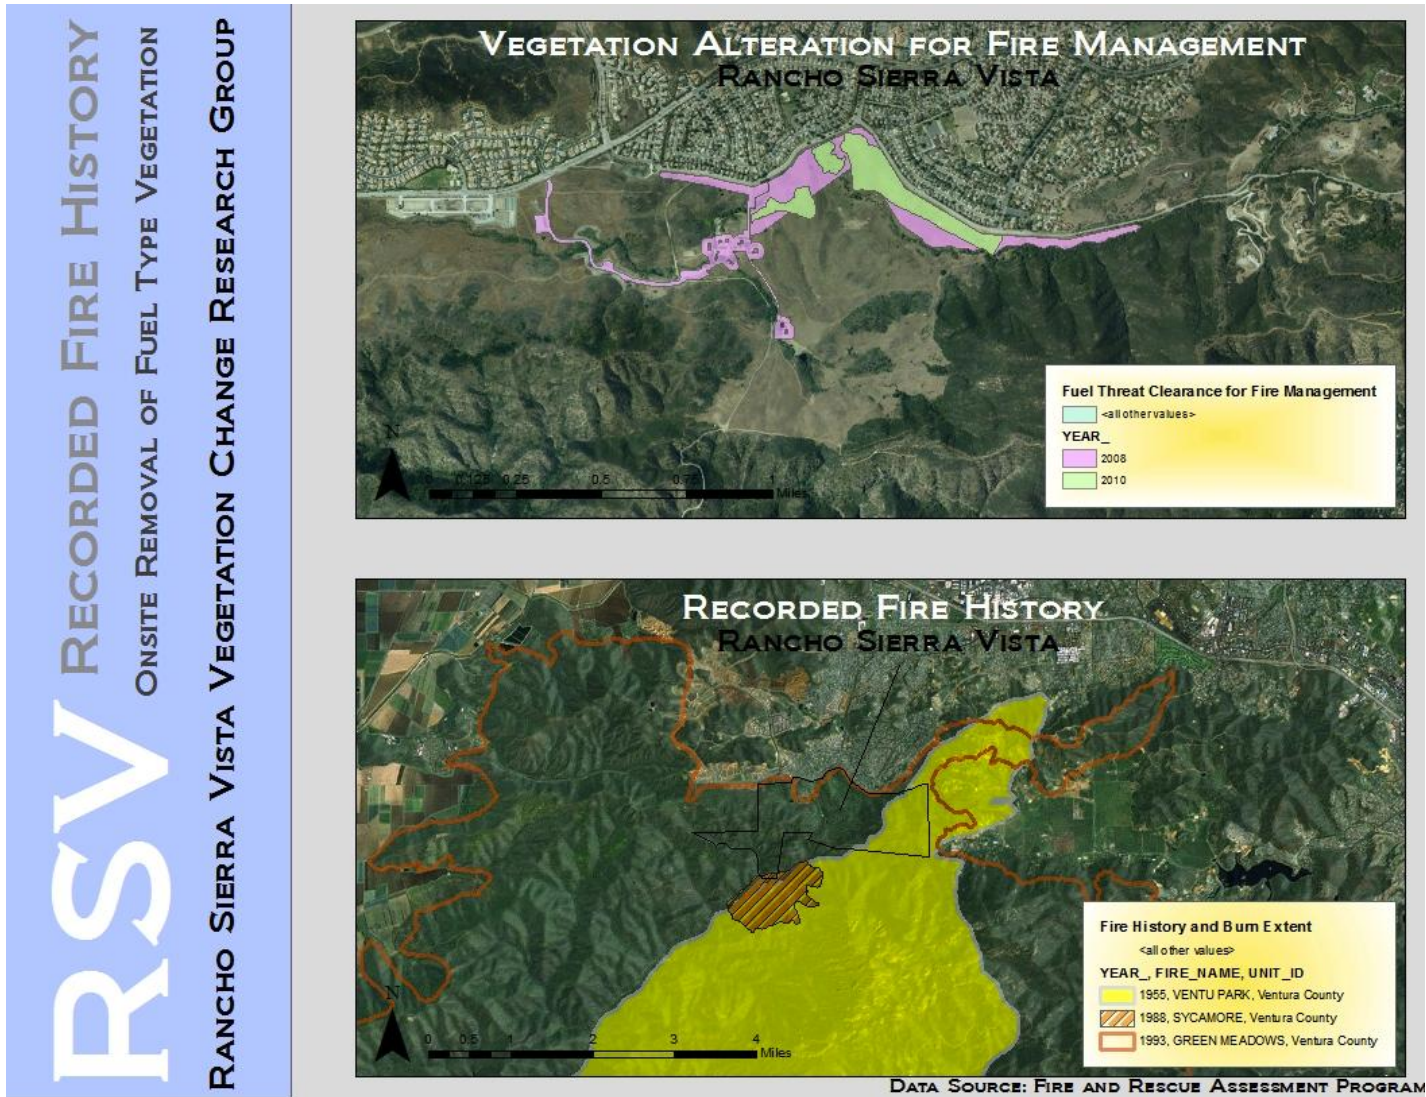 RSV RECORDED FIRE HISTORY
ONSITE REMOVAL OF FUEL TYPE VEGETATION
RANCHO SIERRA VISTA VEGETATION CHANGE RESEARCH GROUP
VEGETATION ALTERATION FOR FIRE MANAGEMENT
RANCHO SIERRA VISTA
Fuel Threat Clearance for Fire Management
<all other values>
YEAR_
2008
2010
N
0 0.125 0.25 0.5 0.75 1
Miles
RECORDED FIRE HISTORY
RANCHO SIERRA VISTA
Fire History and Burn Extent
<all other values>
YEAR_, FIRE_NAME, UNIT_ID
1955, VENTU PARK, Ventura County
1988, SYCAMORE, Ventura County
1993, GREEN MEADOWS, Ventura County
N
0 0.5 1 2 3 4
Miles
DATA SOURCE: FIRE AND RESCUE ASSESSMENT PROGRAM